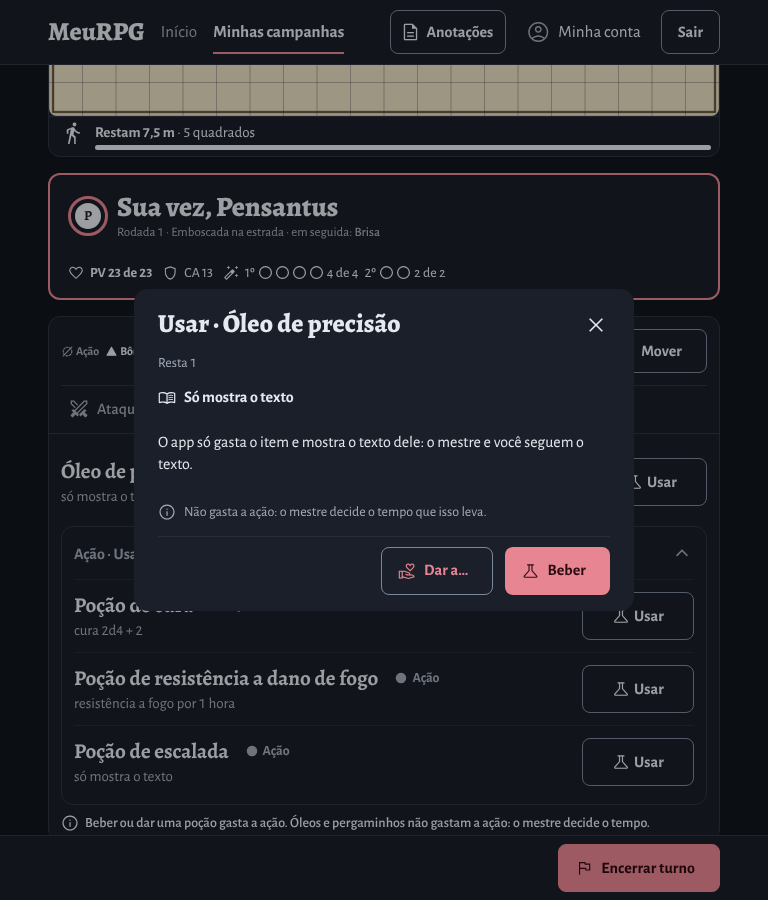 MeuRPG Início Minhas campanhas Anotações Minha conta Sair
Restam 7,5 m · 5 quadrados
P
Sua vez, Pensantus
Rodada 1 · Emboscada na estrada · em seguida: Brisa
PV 23 de 23 CA 13 1º 4 de 4 2º 2 de 2
Usar · Óleo de precisão
Resta 1
Só mostra o texto
O app só gasta o item e mostra o texto dele: o mestre e você seguem o
texto.
Não gasta a ação: o mestre decide o tempo que isso leva.
Dar a... Beber
Ação Mover
Óleo de
só mostra o
Usar
Ação ·
cura 2d4 + 2
Usar
Poção de resistência a dano de fogo Ação
resistência a fogo por 1 hora
Usar
Poção de escalada Ação
só mostra o texto
Usar
Beber ou dar uma poção gasta a ação. Óleos e pergaminhos não gastam a ação: o mestre decide o tempo.
Encerrar turno